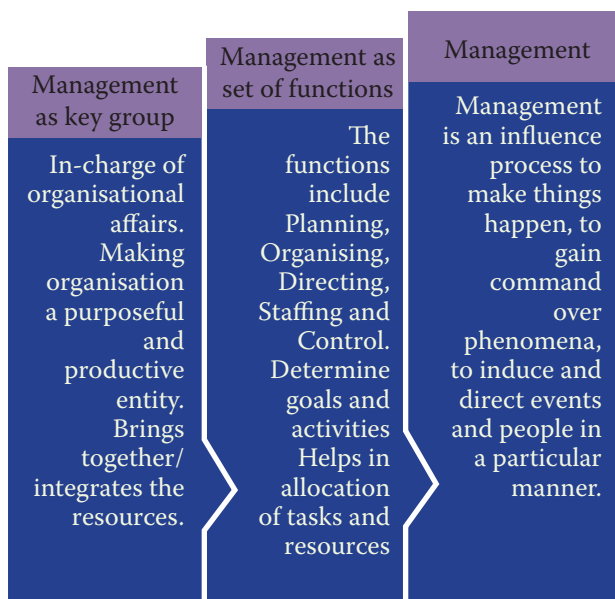 Management
as key group
In-charge of
organisational
affairs.
Making
organisation
a purposeful
and
productive
entity.
Brings
together/
integrates the
resources.
Management as
set of functions
The
functions
include
Planning,
Organising,
Directing,
Staffing and
Control.
Determine
goals and
activities
Helps in
allocation
of tasks and
resources
Management
Management
is an influence
process to
make things
happen, to
gain
command
over
phenomena,
to induce and
direct events
and people in
a particular
manner.